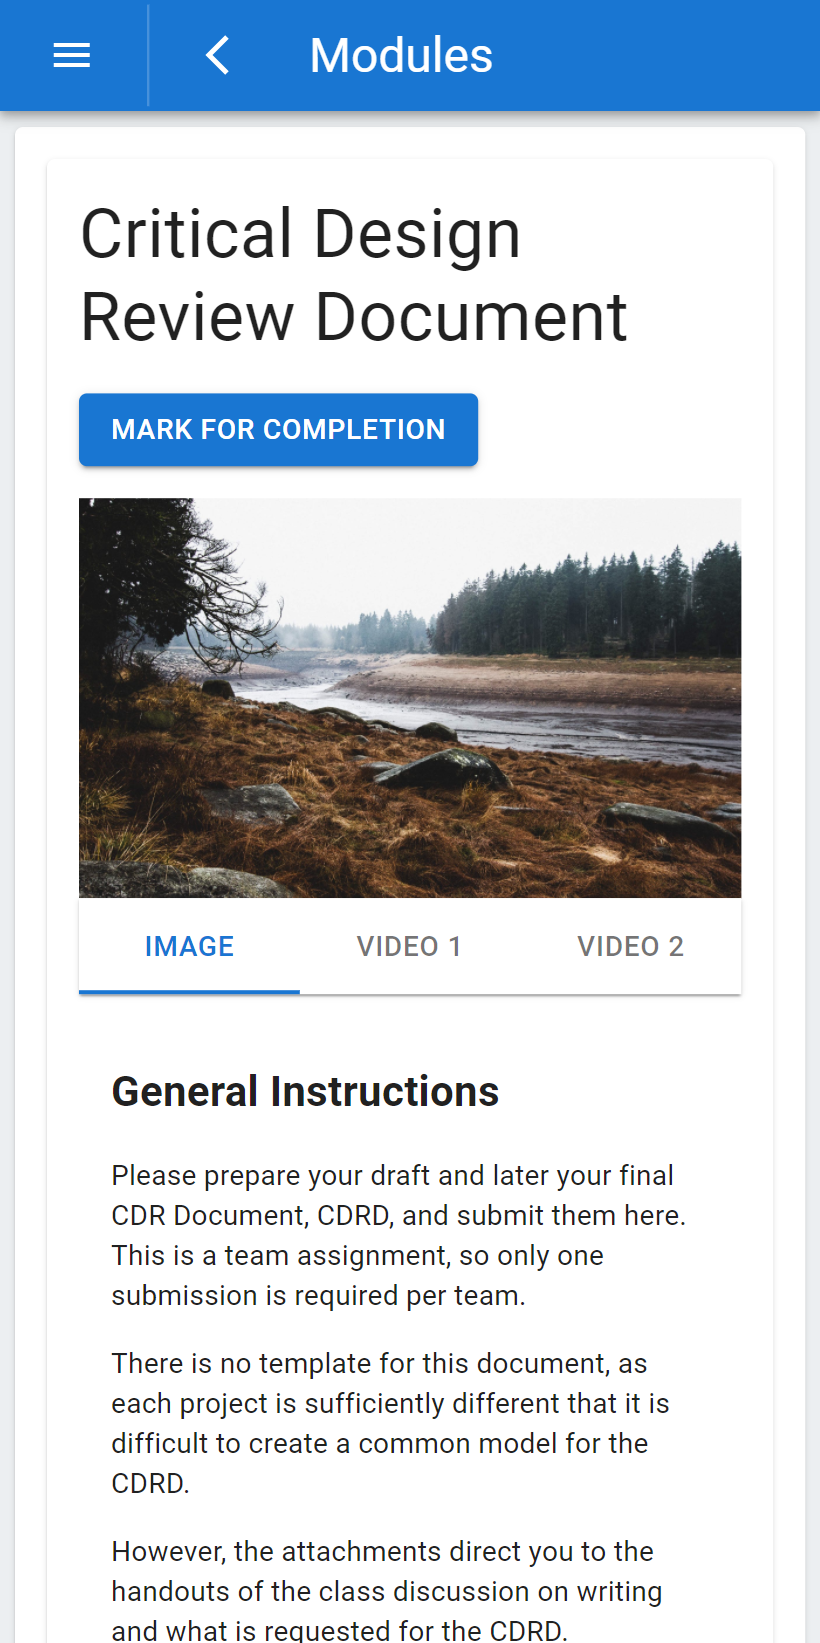 Modules
Critical Design
Review Document
MARK FOR COMPLETION
IMAGE
VIDEO 1
VIDEO 2
General Instructions
Please prepare your draft and later your final
CDR Document, CDRD, and submit them here.
This is a team assignment, so only one
submission is required per team.
There is no template for this document, as
each project is sufficiently different that it is
difficult to create a common model for the
CDRD.
However, the attachments direct you to the
handouts of the class discussion on writing
and what is requested for the CDRD.